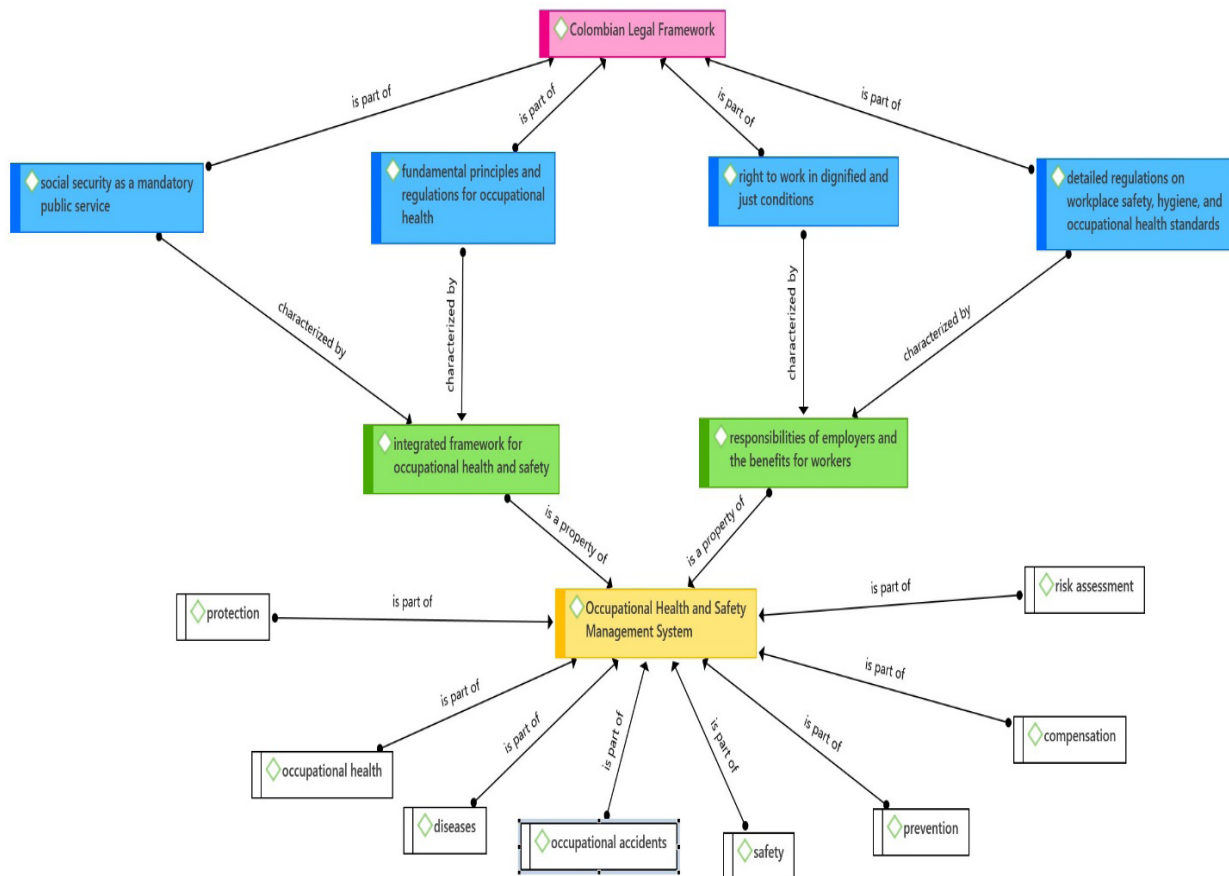 Colombian Legal Framework
is part of
is part of
is part of
is part of
social security as a mandatory
public service
fundamental principles and
regulations for occupational
health
right to work in dignified and
just conditions
detailed regulations on
workplace safety, hygiene, and
occupational health standards
characterized by
characterized by
characterized by
characterized by
integrated framework for
occupational health and safety
responsibilities of employers and
the benefits for workers
is a property of
is a property of
protection
is part of
Occupational Health and Safety
Management System
is part of
risk assessment
is part of
is part of
is part of
is part of
is part of
is part of
compensation
occupational health
diseases
occupational accidents
safety
prevention